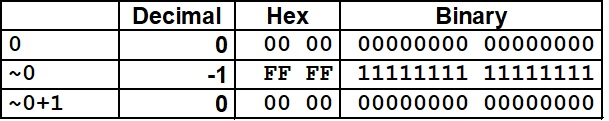 Decimal Hex Binary
0 0 00 00 00000000 00000000
~0 -1 FF FF 11111111 11111111
~0+1 0 00 00 00000000 00000000